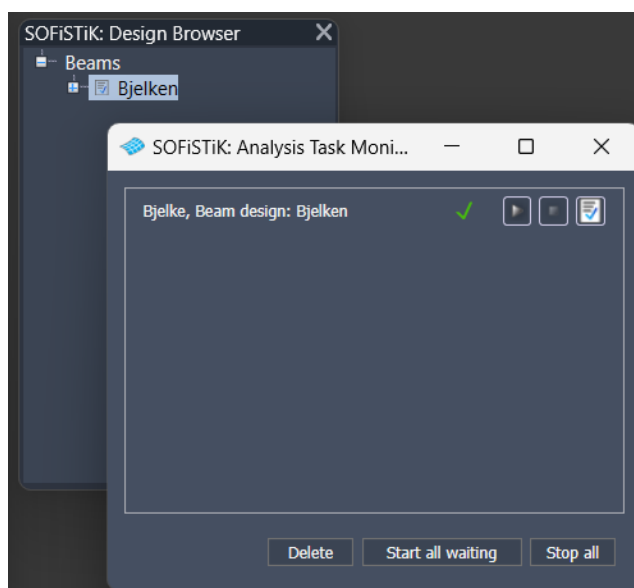 SOFiSTiK: Design Browser
Beams
Bjelken
SOFiSTiK: Analysis Task Moni...
Bjelke, Beam design: Bjelken
Delete
Start all waiting
Stop all